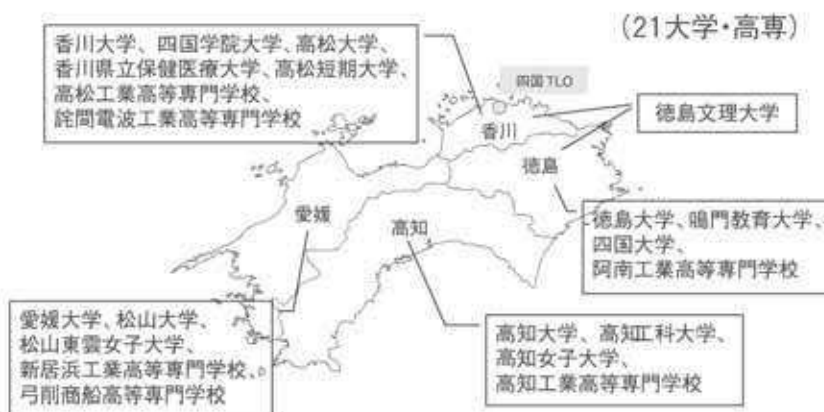 (21大学・高専)
香川大学、四国学院大学、高松大学、
香川県立保健医療大学、高松短期大学、
高松工業高等専門学校、
詫間電波工業高等専門学校
四国TLO
徳島文理大学
香川
徳島
愛媛
高知
徳島大学、鳴門教育大学、
四国大学、
阿南工業高等専門学校
愛媛大学、松山大学、
松山東雲女子大学、
新居浜工業高等専門学校、
弓削商船高等専門学校
高知大学、高知工科大学、
高知女子大学、
高知工業高等専門学校